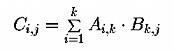 $C_{i,j} = \sum_{i=1}^{k} A_{i,k} \cdot B_{k,j}$